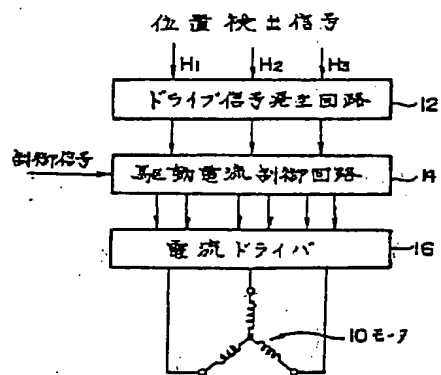 位置検出信号
H1 H2 H3
ドライブ信号発生回路 12
制御信号
駆動電流制御回路 14
電流ドライバ 16
10モータ